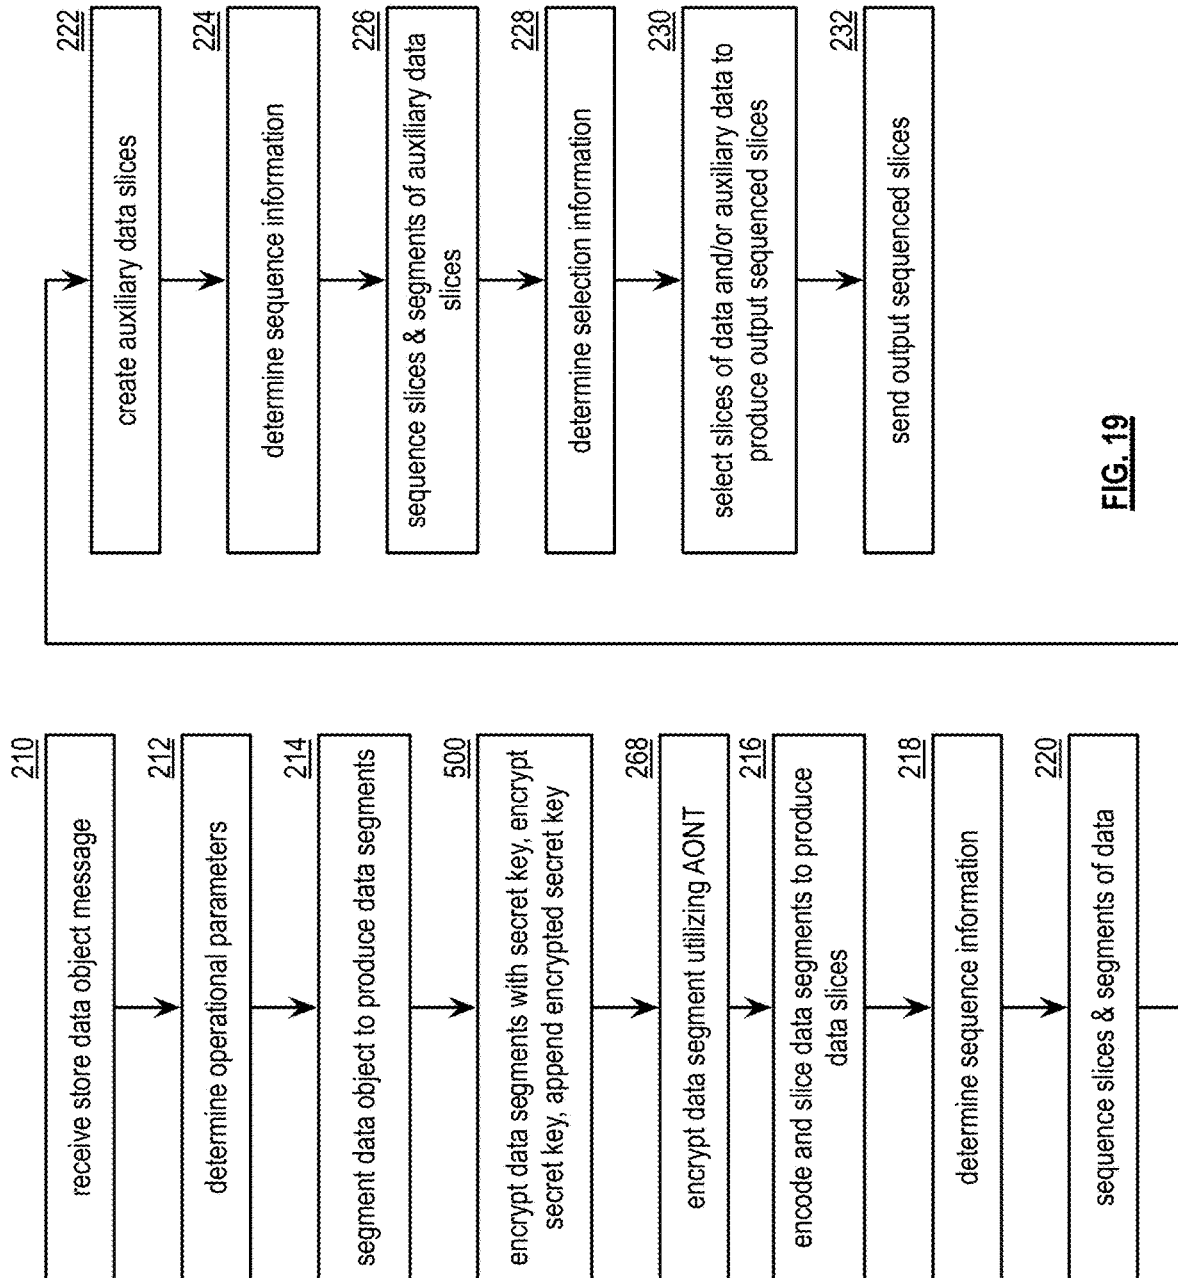 210
receive store data object message
212
determine operational parameters
214
segment data object to produce data segments
500
encrypt data segments with secret key, encrypt
secret key, append encrypted secret key
268
encrypt data segment utilizing AONT
216
encode and slice data segments to produce
data slices
218
determine sequence information
220
sequence slices & segments of data
222
create auxiliary data slices
224
determine sequence information
226
sequence slices & segments of auxiliary data
slices
228
determine selection information
230
select slices of data and/or auxiliary data to
produce output sequenced slices
232
send output sequenced slices
FIG. 19